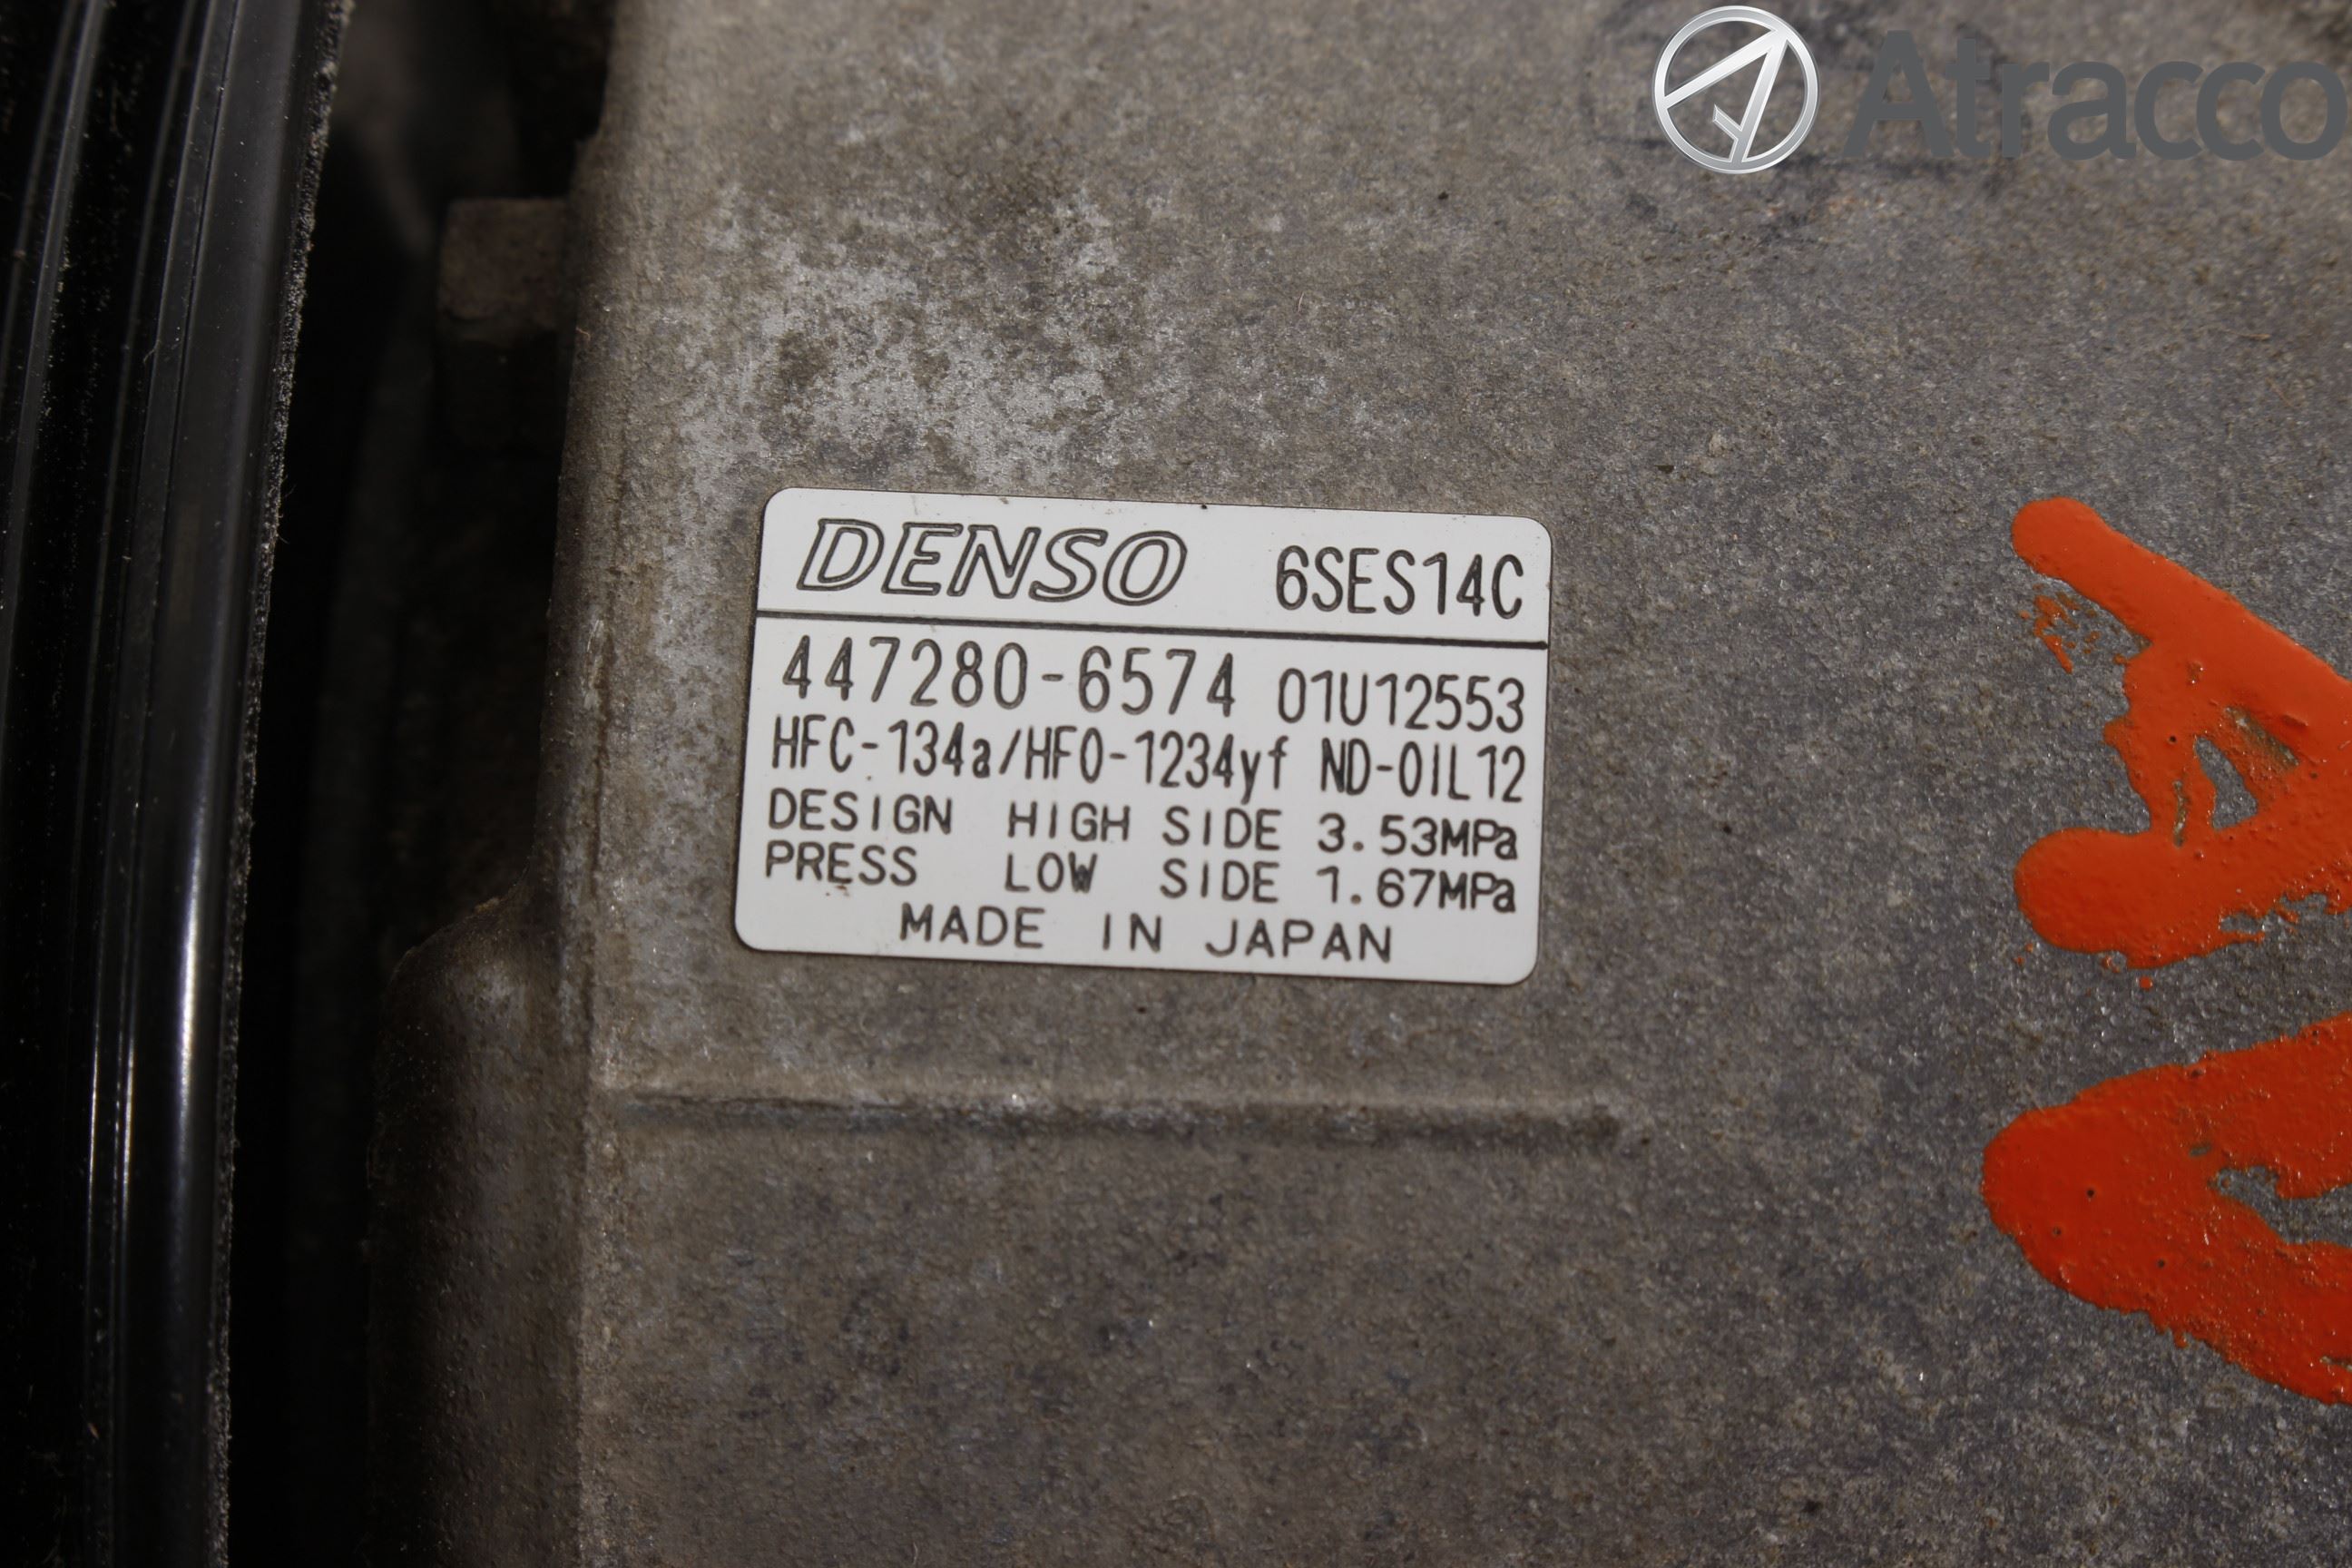 Atracco
DENSO 6SES14C
447280-6574 01U12553
HFC-134a/HFO-1234yf ND-OIL12
DESIGN HIGH SIDE 3.53MPa
PRESS LOW SIDE 1.67MPa
MADE IN JAPAN